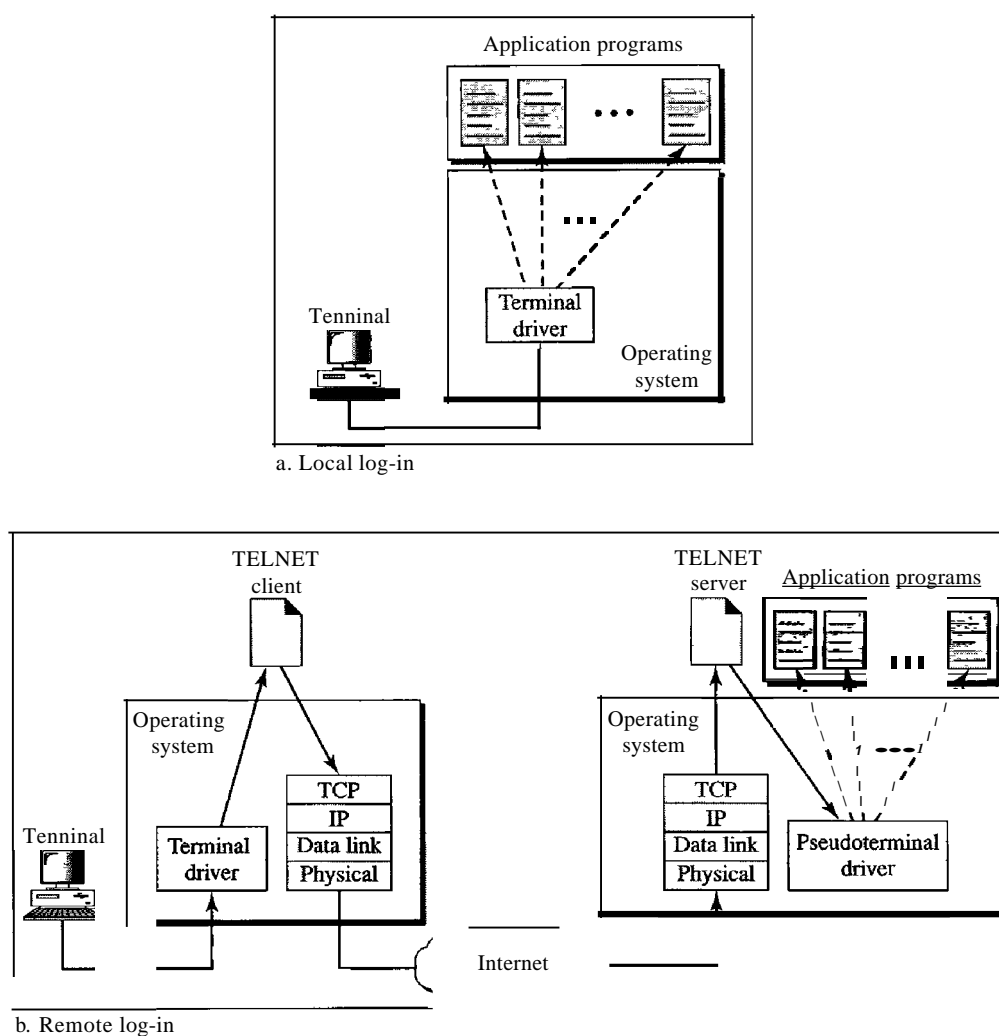 Application programs
Terminal
driver
Tenninal
Operating
system
a. Local log-in
TELNET
client
TELNET
server
Application programs
Operating
system
TCP
IP
Data link
Physical
Tenninal
Terminal
driver
Operating
system
TCP
IP
Data link
Physical
Pseudoterminal
driver
Internet
b. Remote log-in